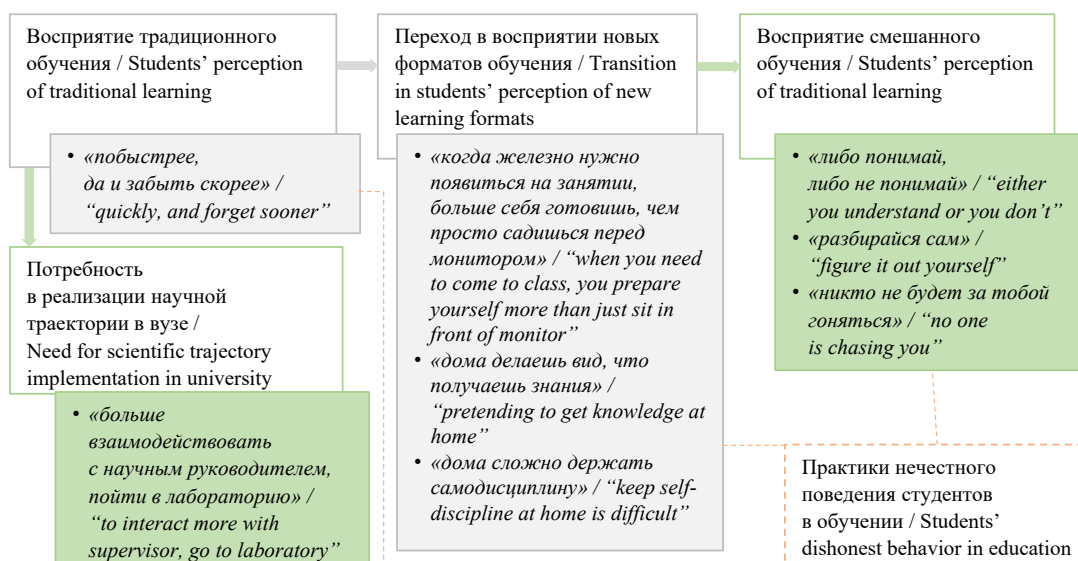 Восприятие традиционного
обучения / Students’ perception
of traditional learning
• «побыстрее,
да и забыть скорее» /
“quickly, and forget sooner”
Потребность
в реализации научной
траектории в вузе /
Need for scientific trajectory
implementation in university
• «больше
взаимодействовать
с научным руководителем,
пойти в лабораторию» /
“to interact more with
supervisor, go to laboratory”
Переход в восприятии новых
форматов обучения / Transition
in students’ perception of new
learning formats
• «когда железно нужно
появиться на занятии,
больше себя готовишь, чем
просто садишься перед
монитором» / “when you need
to come to class, you prepare
yourself more than just sit in
front of monitor”
• «дома делаешь вид, что
получаешь знания» /
“pretending to get knowledge at
home”
• «дома сложно держать
самодисциплину» / “keep self-
discipline at home is difficult”
Восприятие смешанного
обучения / Students’ perception
of traditional learning
• «либо понимай,
либо не понимай» / “either
you understand or you don’t”
• «разбирайся сам» /
“figure it out yourself”
• «никто не будет за тобой
гоняться» / “no one
is chasing you”
Практики нечестного
поведения студентов
в обучении / Students’
dishonest behavior in education